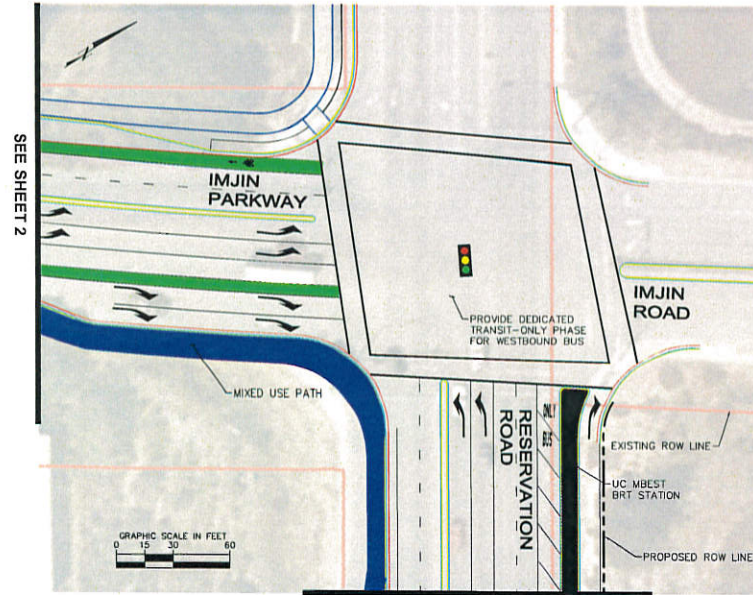 SEE SHEET 2
IMJIN
PARKWAY
IMJIN
ROAD
PROVIDE DEDICATED
TRANSIT-ONLY PHASE
FOR WESTBOUND BUS
MIXED USE PATH
RESERVATION
ROAD
ONLY
BUS
EXISTING ROW LINE
UC MBEST
BRT STATION
PROPOSED ROW LINE
GRAPHIC SCALE IN FEET
0 15 30 60